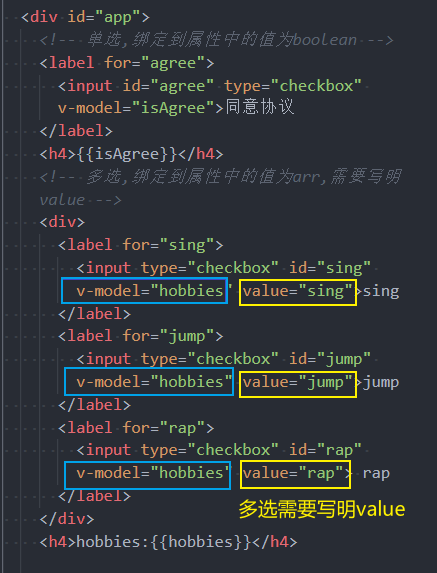 <div id="app">
<!-- 单选,绑定到属性中的值为boolean -->
<label for="agree">
<input id="agree" type="checkbox"
v-model="isAgree">同意协议
</label>
<h4>{{isAgree}}</h4>
<!-- 多选,绑定到属性中的值为arr,需要写明
value -->
<div>
<label for="sing">
<input type="checkbox" id="sing"
v-model="hobbies" value="sing">sing
</label>
<label for="jump">
<input type="checkbox" id="jump"
v-model="hobbies" value="jump">jump
</label>
<label for="rap">
<input type="checkbox" id="rap"
v-model="hobbies" value="rap"> rap
</label>
多选需要写明value
</div>
<h4>hobbies:{{hobbies}}</h4>